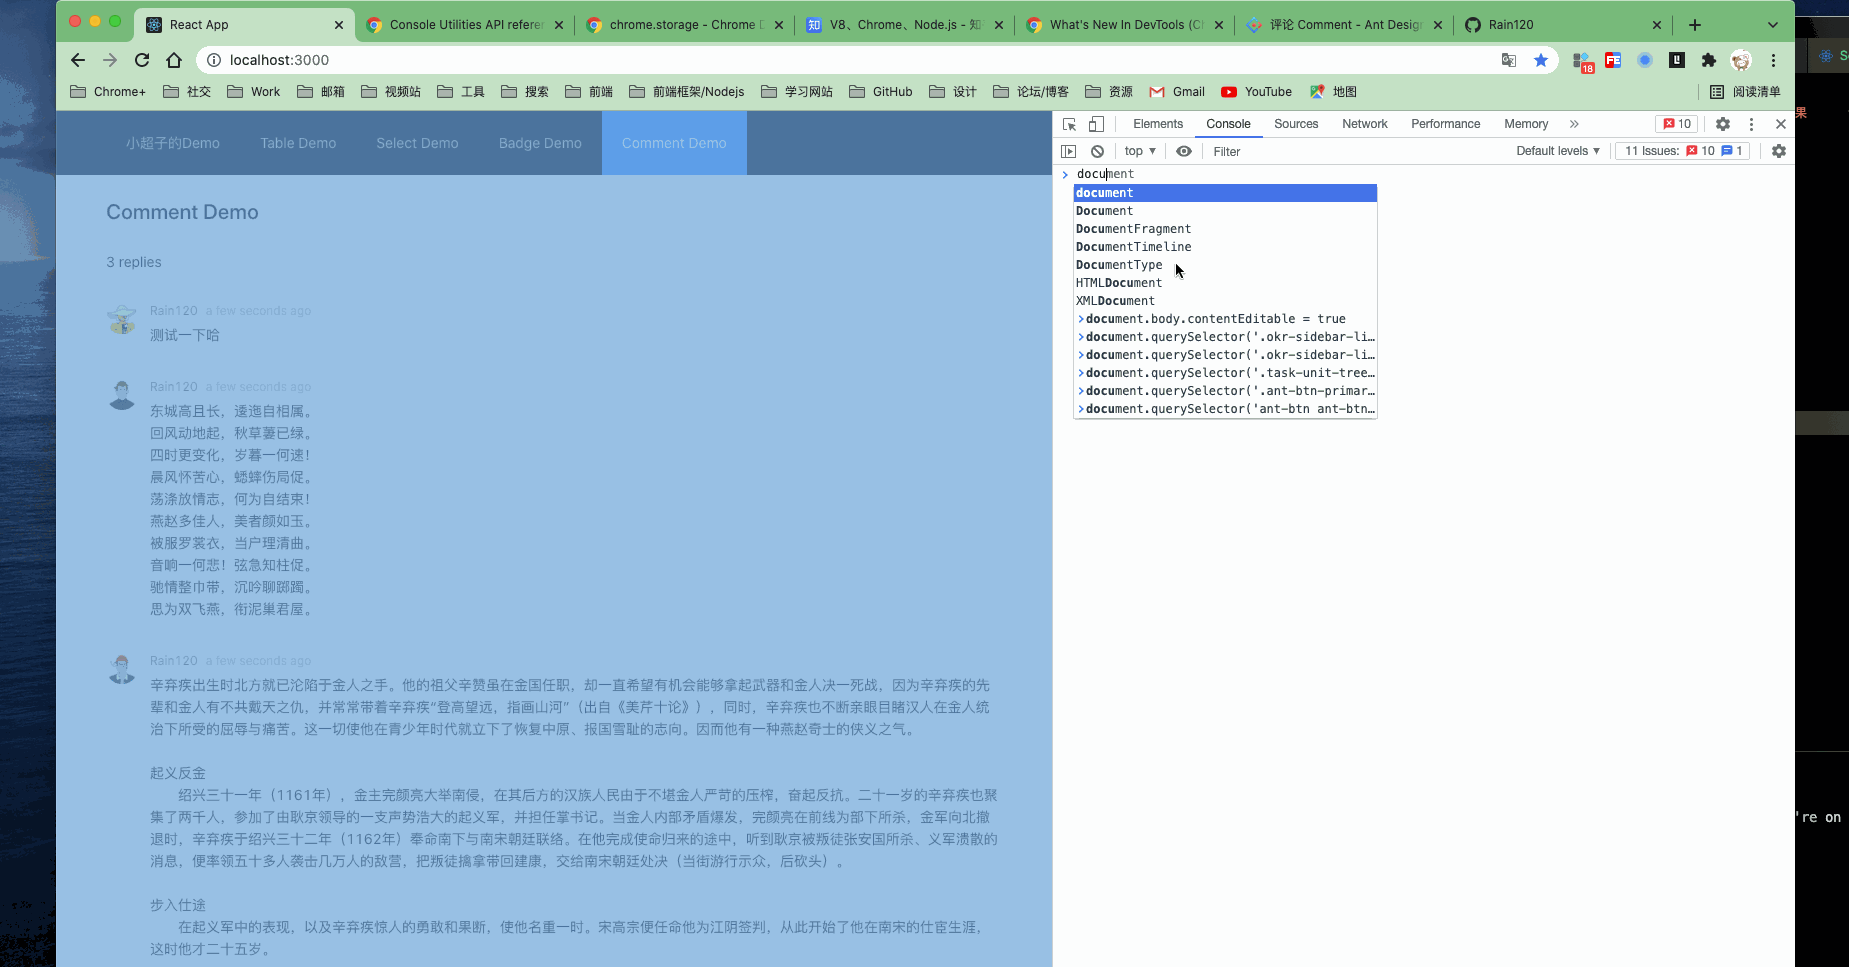 React App
Console Utilities API referer
chrome.storage - Chrome D
V8、Chrome、Node.js - 知
What's New In DevTools (Ch
评论 Comment - Ant Desig
Rain120
localhost:3000
18
Chrome+ 社交 Work 邮箱 视频站 工具 搜索 前端 前端框架/Nodejs 学习网站 GitHub 设计 论坛/博客 资源 Gmail YouTube 地图 阅读清单
小超子的Demo Table Demo Select Demo Badge Demo Comment Demo
Comment Demo
3 replies
Rain120 a few seconds ago
测试一下哈
Rain120 a few seconds ago
东城高且长，逶迤自相属。
回风动地起，秋草萋已绿。
四时更变化，岁暮一何速！
晨风怀苦心，蟋蟀伤局促。
荡涤放情志，何为自结束！
燕赵多佳人，美者颜如玉。
被服罗裳衣，当户理清曲。
音响一何悲！弦急知柱促。
驰情整巾带，沉吟聊踯躅。
思为双飞燕，衔泥巢君屋。
Rain120 a few seconds ago
辛弃疾出生时北方就已沦陷于金人之手。他的祖父辛赞虽在金国任职，却一直希望有机会能够拿起武器和金人决一死战，因为辛弃疾的先
辈和金人有不共戴天之仇，并常常带着辛弃疾“登高望远，指画山河”（出自《美芹十论》），同时，辛弃疾也不断亲眼目睹汉人在金人统
治下所受的屈辱与痛苦。这一切使他在青少年时代就立下了恢复中原、报国雪耻的志向。因而他有一种燕赵奇士的侠义之气。
起义反金
绍兴三十一年（1161年），金主完颜亮大举南侵，在其后方的汉族人民由于不堪金人严苛的压榨，奋起反抗。二十一岁的辛弃疾也聚
集了两千人，参加了由耿京领导的一支声势浩大的起义军，并担任掌书记。当金人内部矛盾爆发，完颜亮在前线为部下所杀，金军向北撤
退时，辛弃疾于绍兴三十二年（1162年）奉命南下与南宋朝廷联络。在他完成使命归来的途中，听到耿京被叛徒张安国所杀、义军溃散的
消息，便率领五十多人袭击几万人的敌营，把叛徒擒拿带回建康，交给南宋朝廷处决（当街游行示众，后砍头）。
步入仕途
在起义军中的表现，以及辛弃疾惊人的勇敢和果断，使他名重一时。宋高宗便任命他为江阴签判，从此开始了他在南宋的仕宦生涯，
这时他才二十五岁。
Elements Console Sources Network Performance Memory » 10
top Filter Default levels 11 Issues: 10 1
document
document
Document
DocumentFragment
DocumentTimeline
DocumentType
HTMLDocument
XMLDocument
document.body.contentEditable = true
document.querySelector('.okr-sidebar-li…
document.querySelector('.okr-sidebar-li…
document.querySelector('.task-unit-tree…
document.querySelector('.ant-btn-primar…
document.querySelector('ant-btn ant-btn…
果
're on